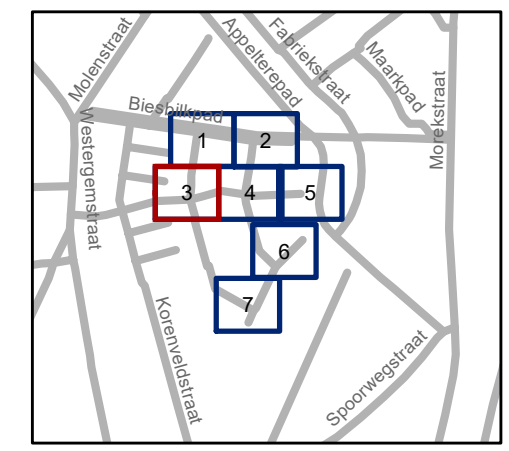 Molenstraat
Appelterepad
Fabriekstraat
Maarkpad
Morekstraat
Biesbilkpad
Westergemstraat
1
2
3
4
5
6
7
Korenveldstraat
Spoorwegstraat